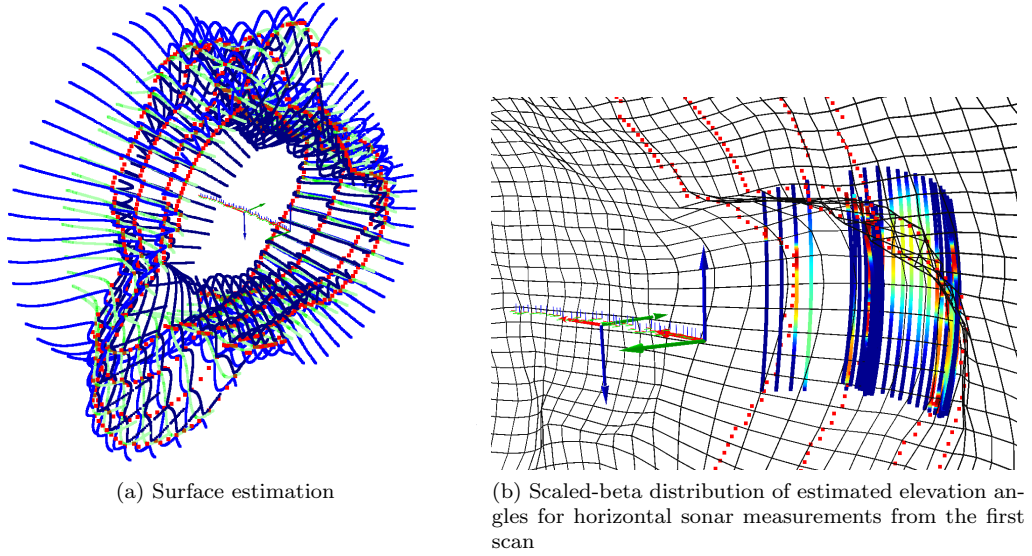 (a) Surface estimation
(b) Scaled-beta distribution of estimated elevation an-
gles for horizontal sonar measurements from the first
scan